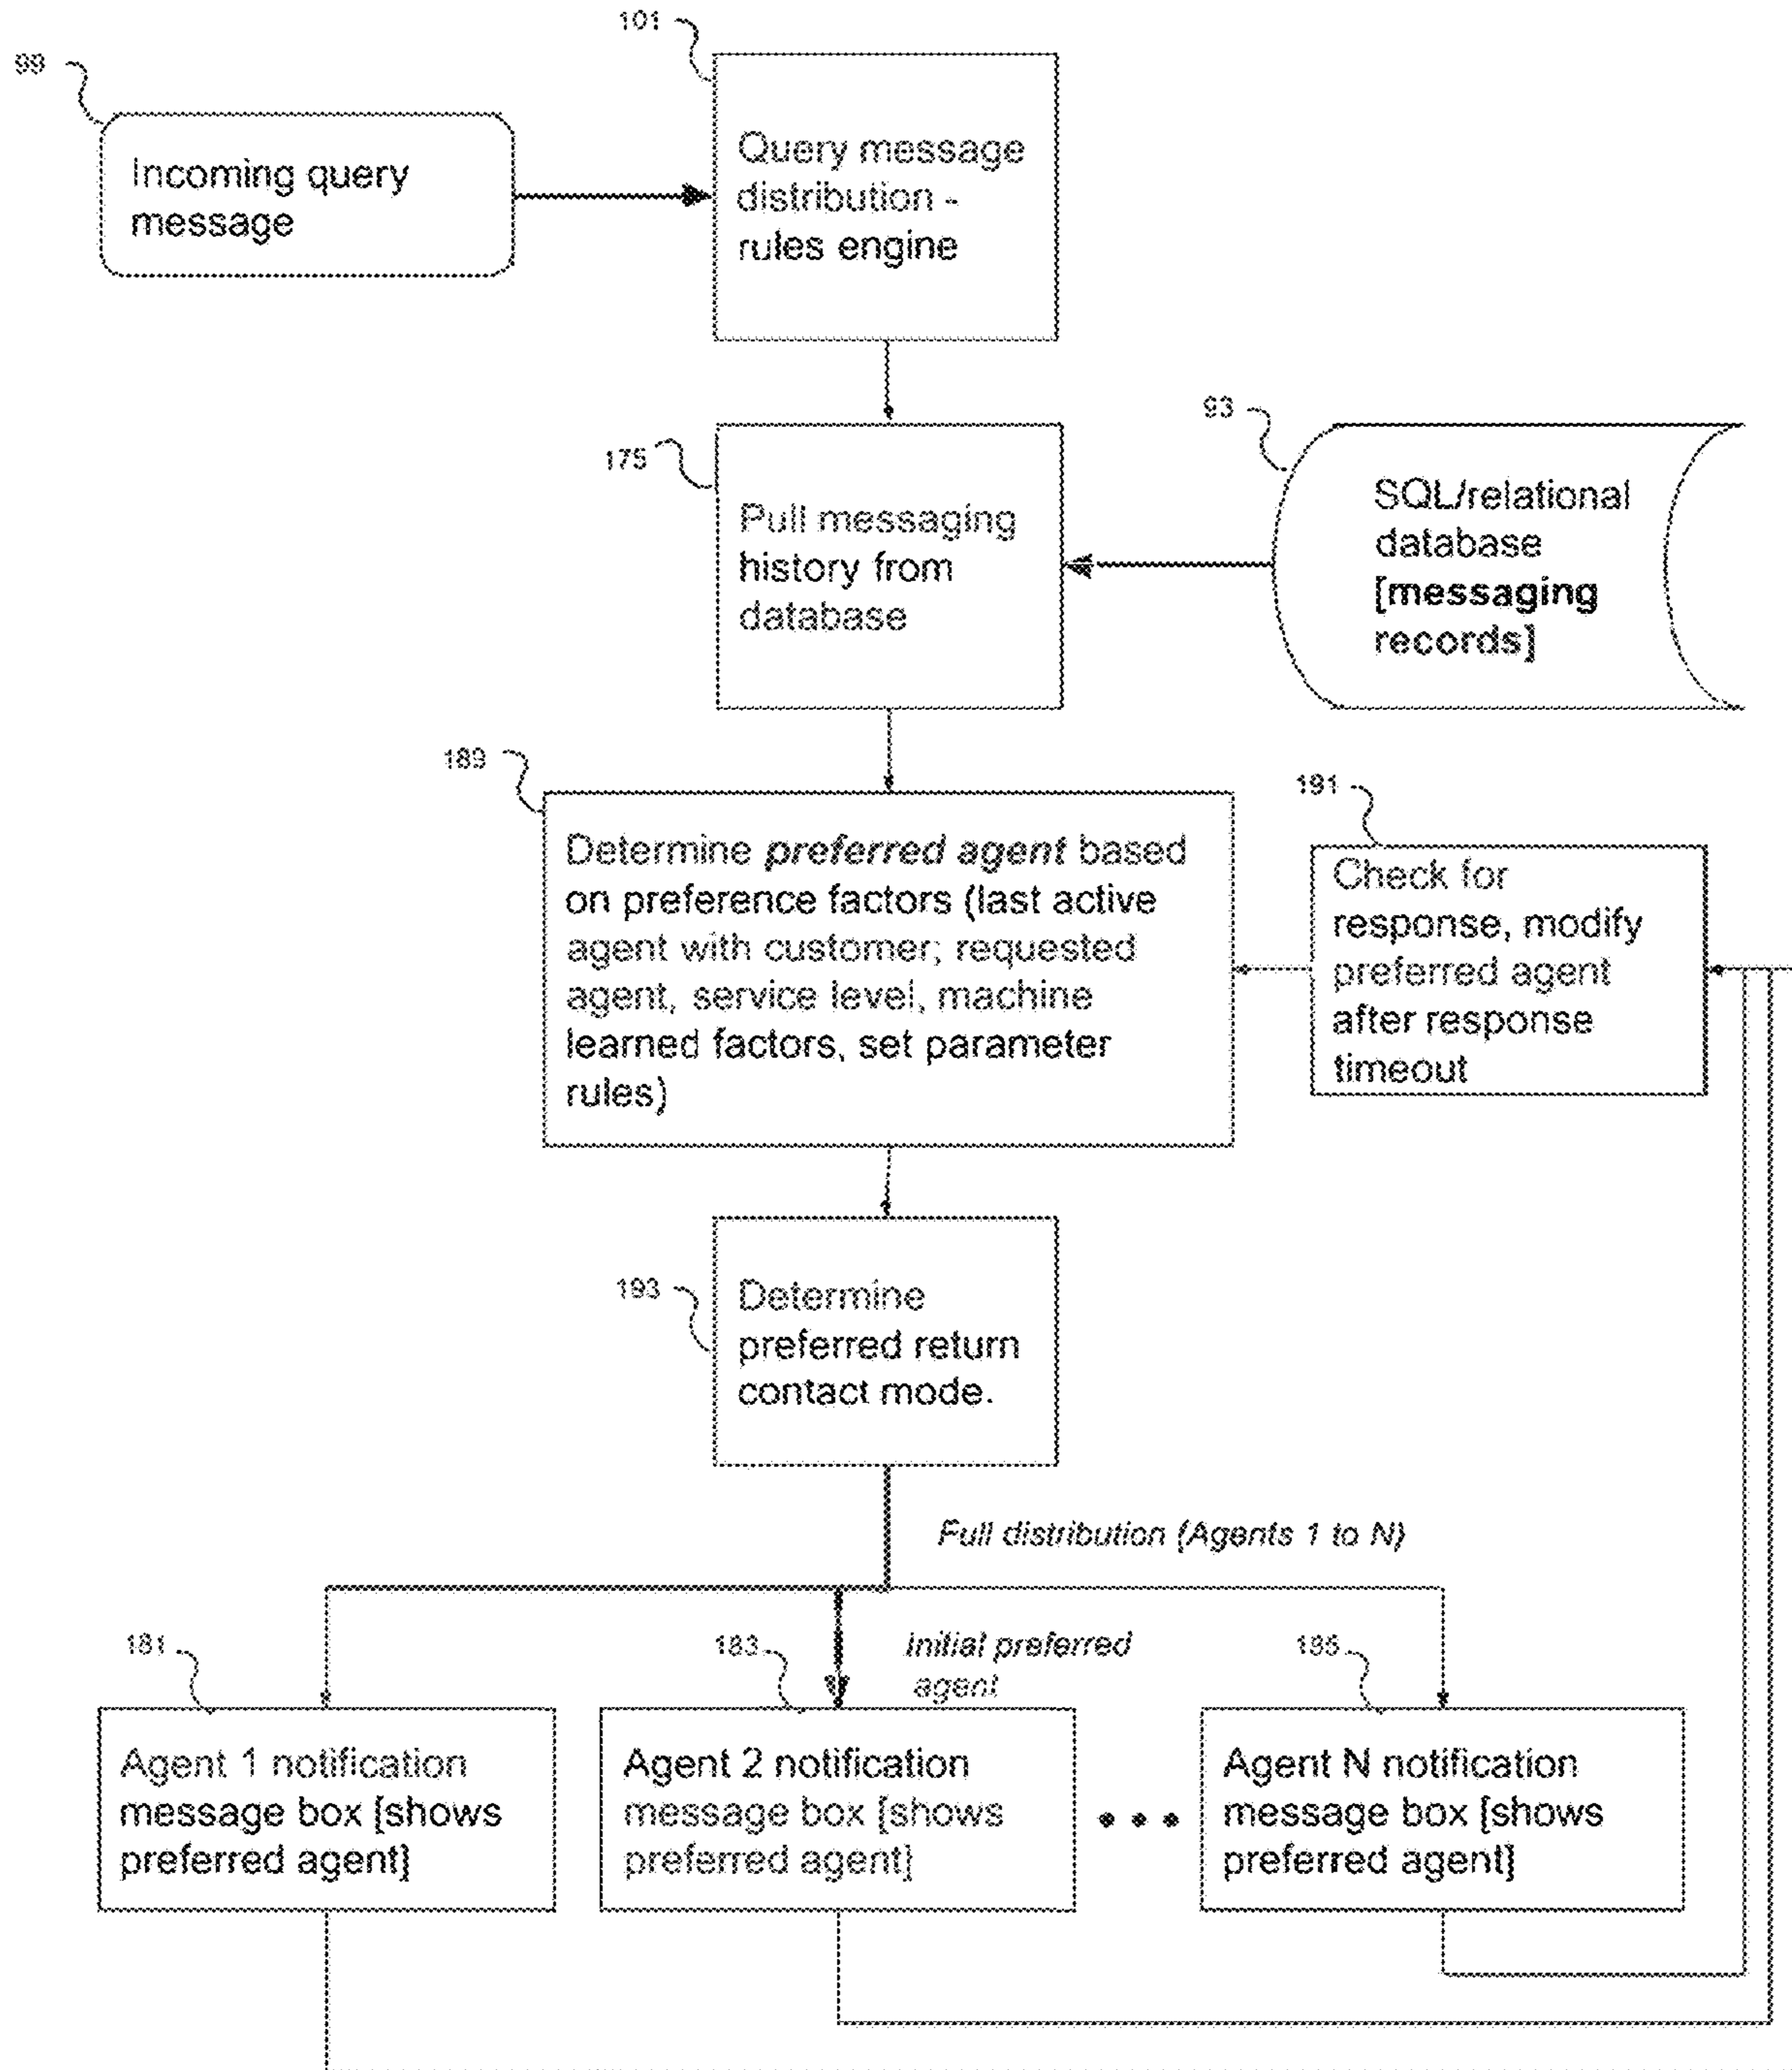 101
99
Incoming query
message
Query message
distribution -
rules engine
93
175
Pull messaging
history from
database
SQL/relational
database
[messaging
records]
189
191
Determine preferred agent based
on preference factors (last active
agent with customer; requested
agent, service level, machine
learned factors, set parameter
rules)
Check for
response, modify
preferred agent
after response
timeout
193
Determine
preferred return
contact mode.
Full distribution (Agents 1 to N)
181
183
Initial preferred
agent
185
Agent 1 notification
message box [shows
preferred agent]
Agent 2 notification
message box [shows
preferred agent]
• • •
Agent N notification
message box [shows
preferred agent]